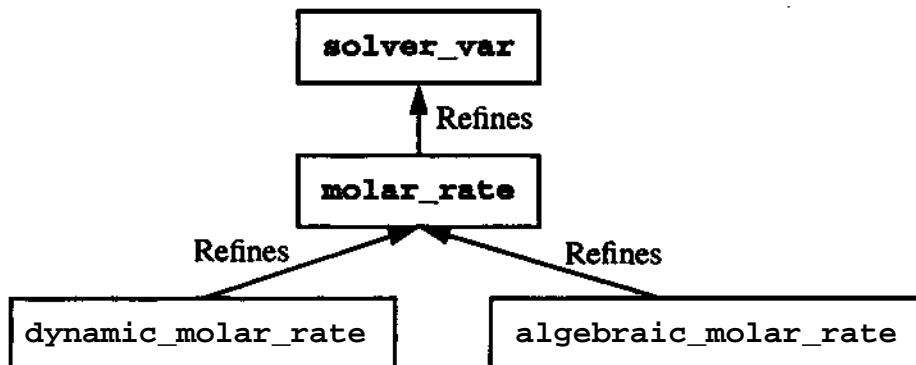 solver_var
Refines
molar_rate
Refines Refines
dynamic_molar_rate algebraic_molar_rate